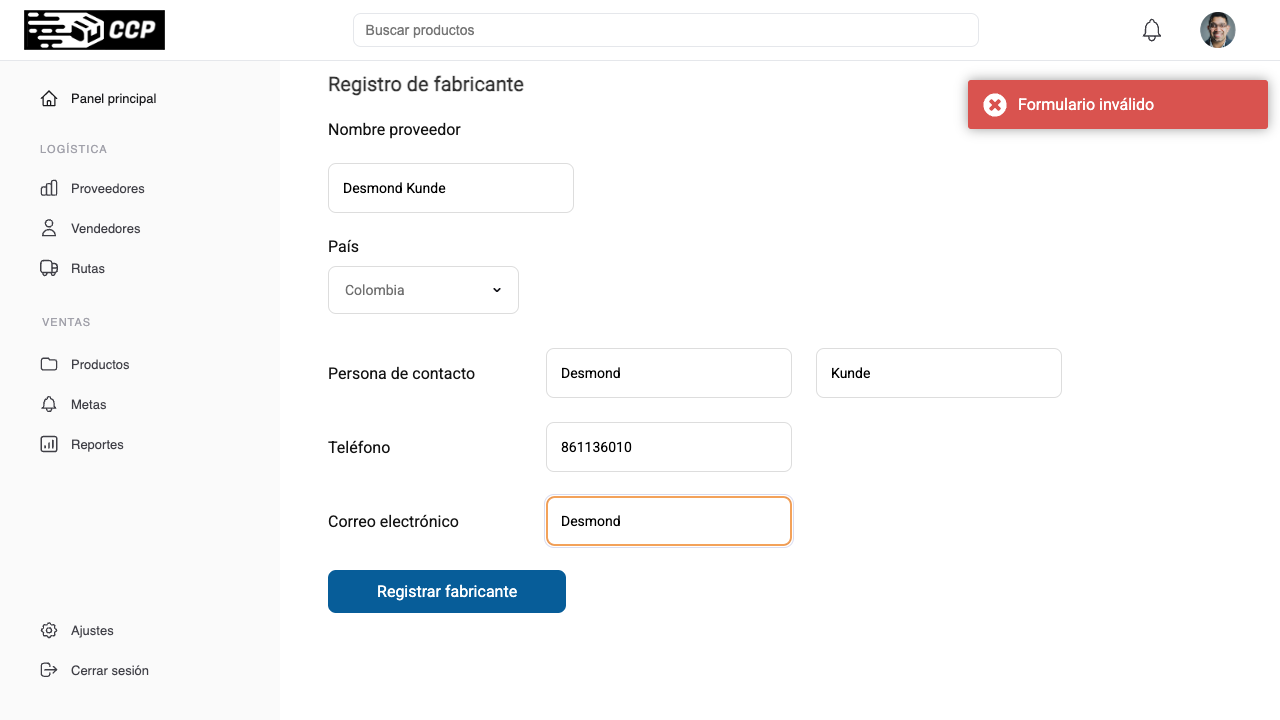 CCP
Buscar productos
Panel principal
LOGÍSTICA
Proveedores
Vendedores
Rutas
VENTAS
Productos
Metas
Reportes
Ajustes
Cerrar sesión
Registro de fabricante
Formulario inválido
Nombre proveedor
Desmond Kunde
País
Colombia
Persona de contacto Desmond Kunde
Teléfono 861136010
Correo electrónico Desmond
Registrar fabricante